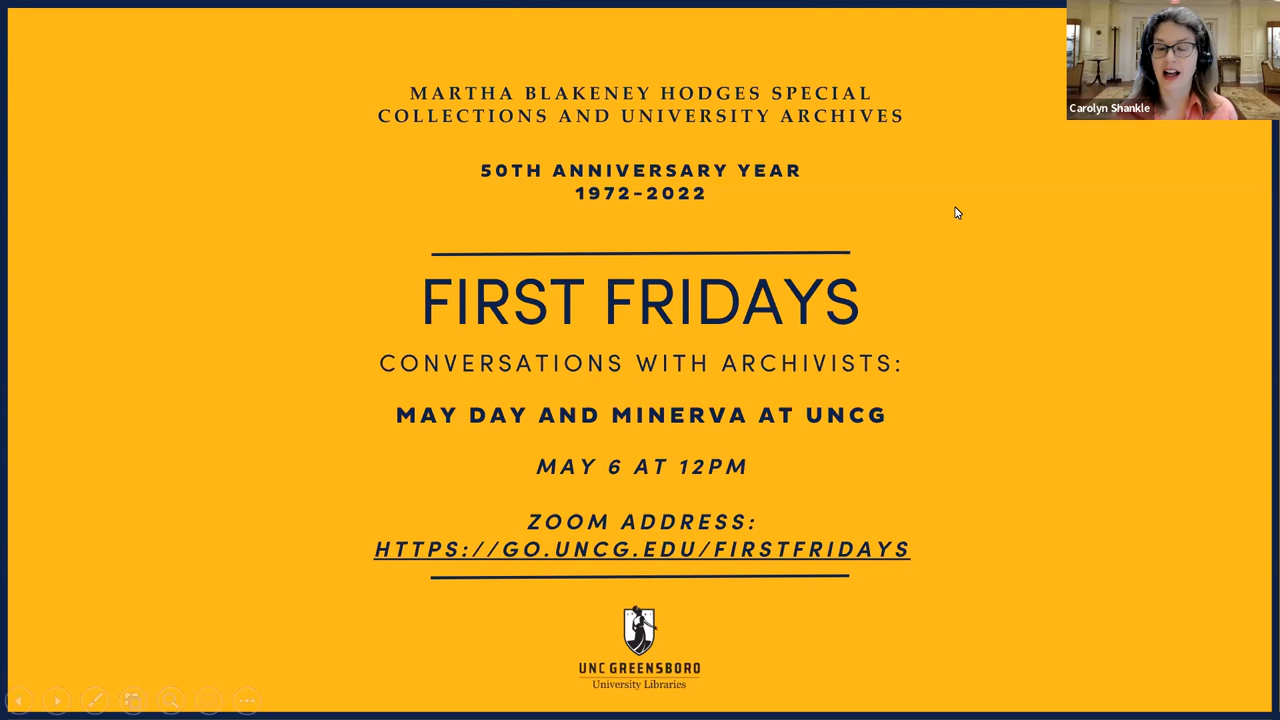 MARTHA BLAKENEY HODGES SPECIAL
COLLECTIONS AND UNIVERSITY ARCHIVES
50TH ANNIVERSARY YEAR
1972-2022
FIRST FRIDAYS
CONVERSATIONS WITH ARCHIVISTS:
MAY DAY AND MINERVA AT UNCG
MAY 6 AT 12PM
ZOOM ADDRESS:
HTTPS://GO.UNCG.EDU/FIRSTFRIDAYS
UNC GREENSBORO
University Libraries
Carolyn Shankle